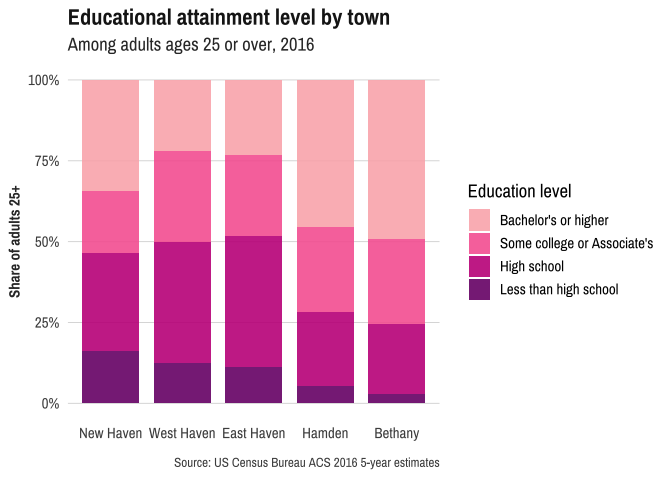 Educational attainment level by town
Among adults ages 25 or over, 2016
100%
75%
50%
25%
0%
Share of adults 25+
New Haven West Haven East Haven Hamden Bethany
Education level
Bachelor's or higher
Some college or Associate's
High school
Less than high school
Source: US Census Bureau ACS 2016 5-year estimates